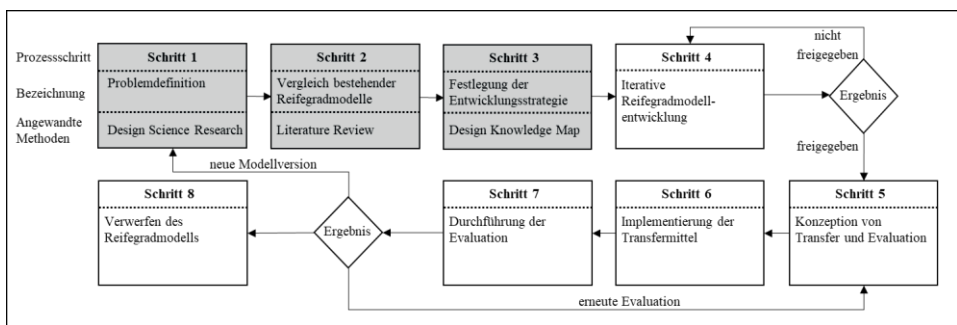 nicht
freigegeben
Prozessschritt
Schritt 1
Schritt 2
Schritt 3
Schritt 4
Bezeichnung
Problemdefinition
Vergleich bestehender
Reifegradmodelle
Festlegung der
Entwicklungsstrategie
Iterative
Reifegradmodell-
entwicklung
Ergebnis
Angewandte
Methoden
Design Science Research
Literature Review
Design Knowledge Map
freigegeben
neue Modellversion
Schritt 8
Schritt 7
Schritt 6
Schritt 5
Verwerfen des
Reifegradmodells
Ergebnis
Durchführung der
Evaluation
Implementierung der
Transfermittel
Konzeption von
Transfer und Evaluation
erneute Evaluation